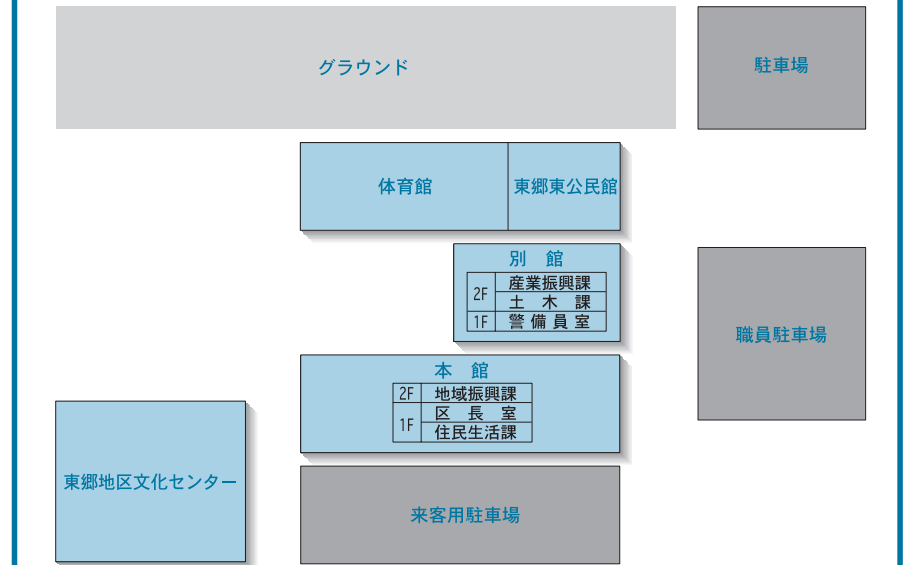 グラウンド
駐車場
体育館
東郷東公民館
別 館
2F
産業振興課
土 木 課
1F
警備員室
職員駐車場
本 館
2F
地域振興課
1F
区 長 室
住民生活課
東郷地区文化センター
来客用駐車場